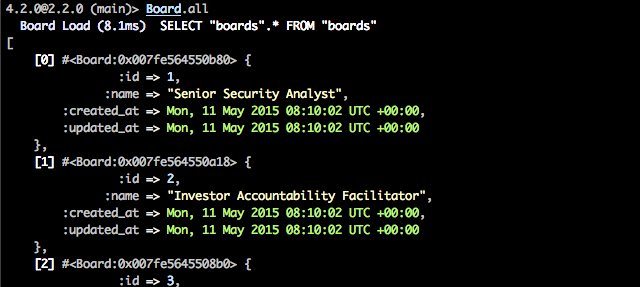 4.2.0@2.2.0 (main)> Board.all
  Board Load (8.1ms)  SELECT "boards".* FROM "boards"
[
    [0] #<Board:0x007fe564550b80> {
                :id => 1,
              :name => "Senior Security Analyst",
        :created_at => Mon, 11 May 2015 08:10:02 UTC +00:00,
        :updated_at => Mon, 11 May 2015 08:10:02 UTC +00:00
    },
    [1] #<Board:0x007fe564550a18> {
                :id => 2,
              :name => "Investor Accountability Facilitator",
        :created_at => Mon, 11 May 2015 08:10:02 UTC +00:00,
        :updated_at => Mon, 11 May 2015 08:10:02 UTC +00:00
    },
    [2] #<Board:0x007fe5645508b0> {
                :id => 3,